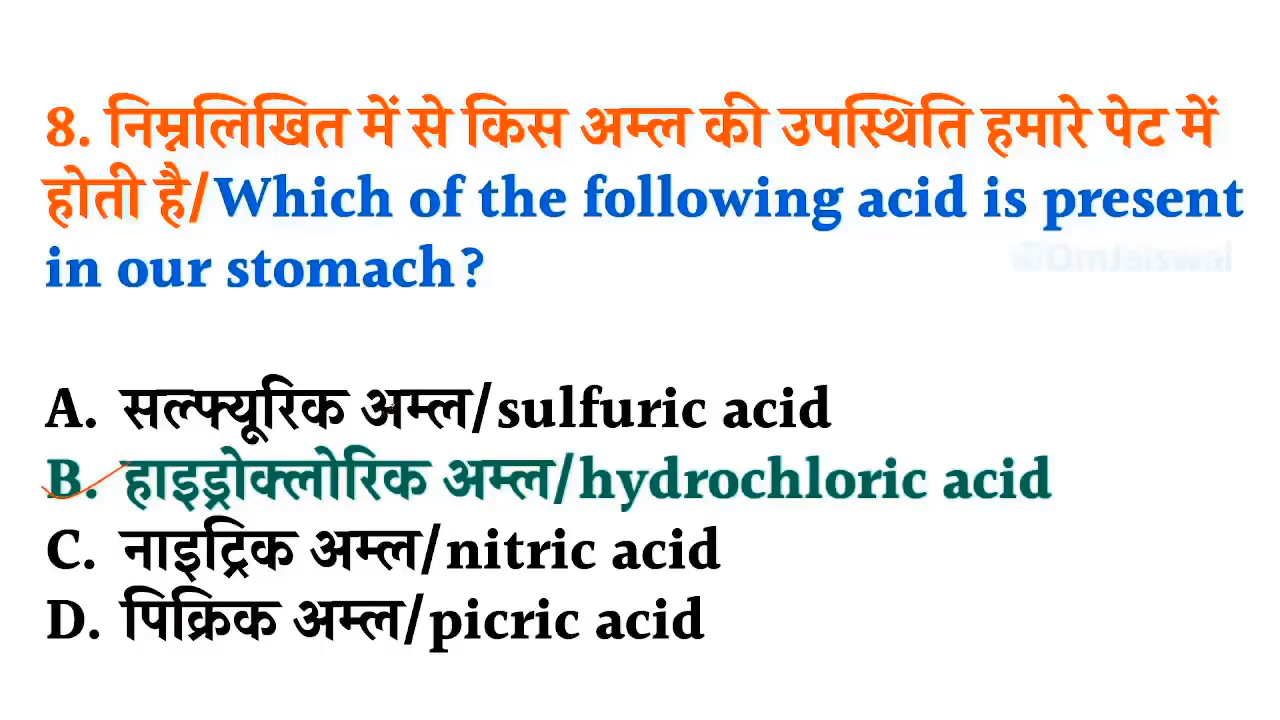 8. निम्नलिखित में से किस अम्ल की उपस्थिति हमारे पेट में
होती है/Which of the following acid is present
in our stomach?
@OmJaiswal
A. सल्फ्यूरिक अम्ल/sulfuric acid
B. हाइड्रोक्लोरिक अम्ल/hydrochloric acid
C. नाइट्रिक अम्ल/nitric acid
D. पिक्रिक अम्ल/picric acid